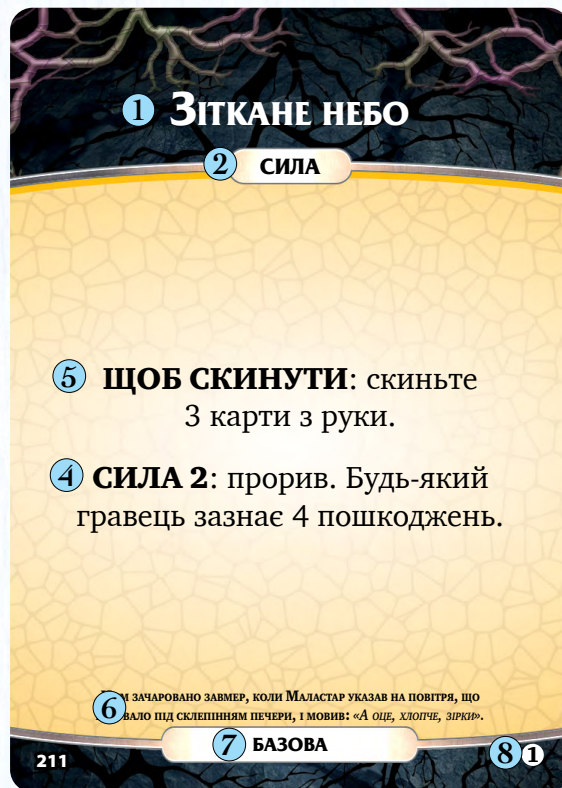 1 Зіткане небо
2 СИЛА
5 ЩОБ СКИНУТИ: скиньте
3 карти з руки.
4 СИЛА 2: прорив. Будь-який
гравець зазнає 4 пошкоджень.
зачаровано завмер, коли Маластар указав на повітря, що
6 під склепінням печери, і мовив: «А оце, хлопче, зірки».
7 БАЗОВА
211
8 1